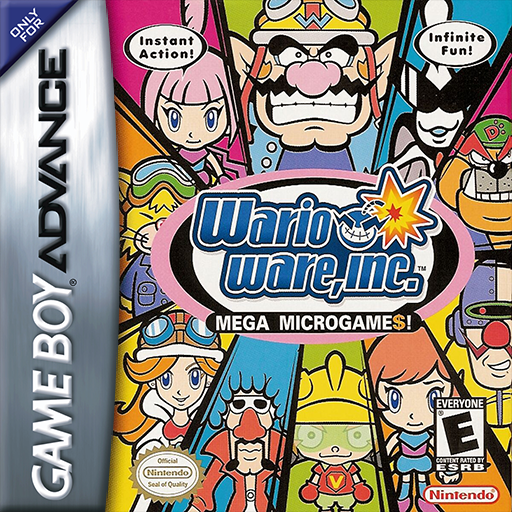 ONLY
FOR
GAME BOY ADVANCE
Instant
Action!
Infinite
Fun!
W
D
Wario
Ware, Inc.™
MEGA MICROGAME$!
V
Official
Nintendo
Seal of Quality
EVERYONE
E
CONTENT RATED BY
ESRB
Nintendo